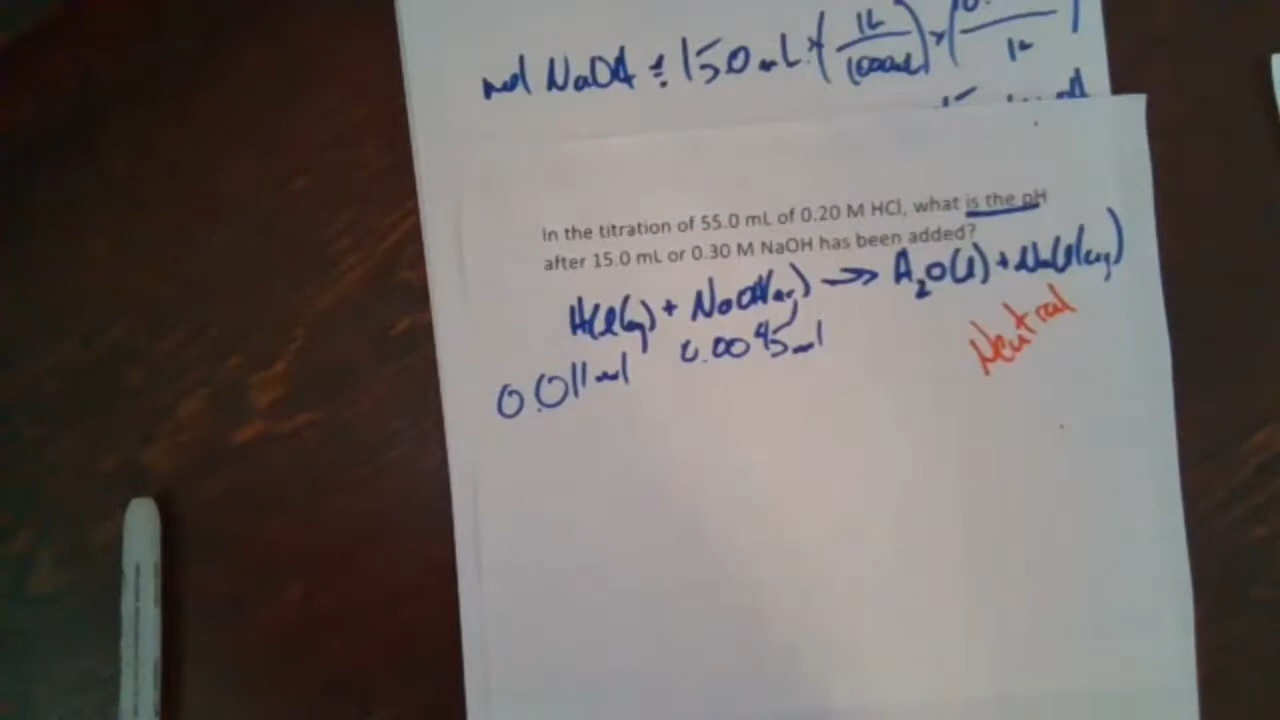 mol NaOH = 15.0 mL × (1L / 1000mL) × (0. / 1L)
In the titration of 55.0 mL of 0.20 M HCl, what is the pH
after 15.0 mL or 0.30 M NaOH has been added?
HCl(aq) + NaOH(aq) → H₂O(l) + NaCl(aq)
0.011 mol 0.0045 mol
Neutral